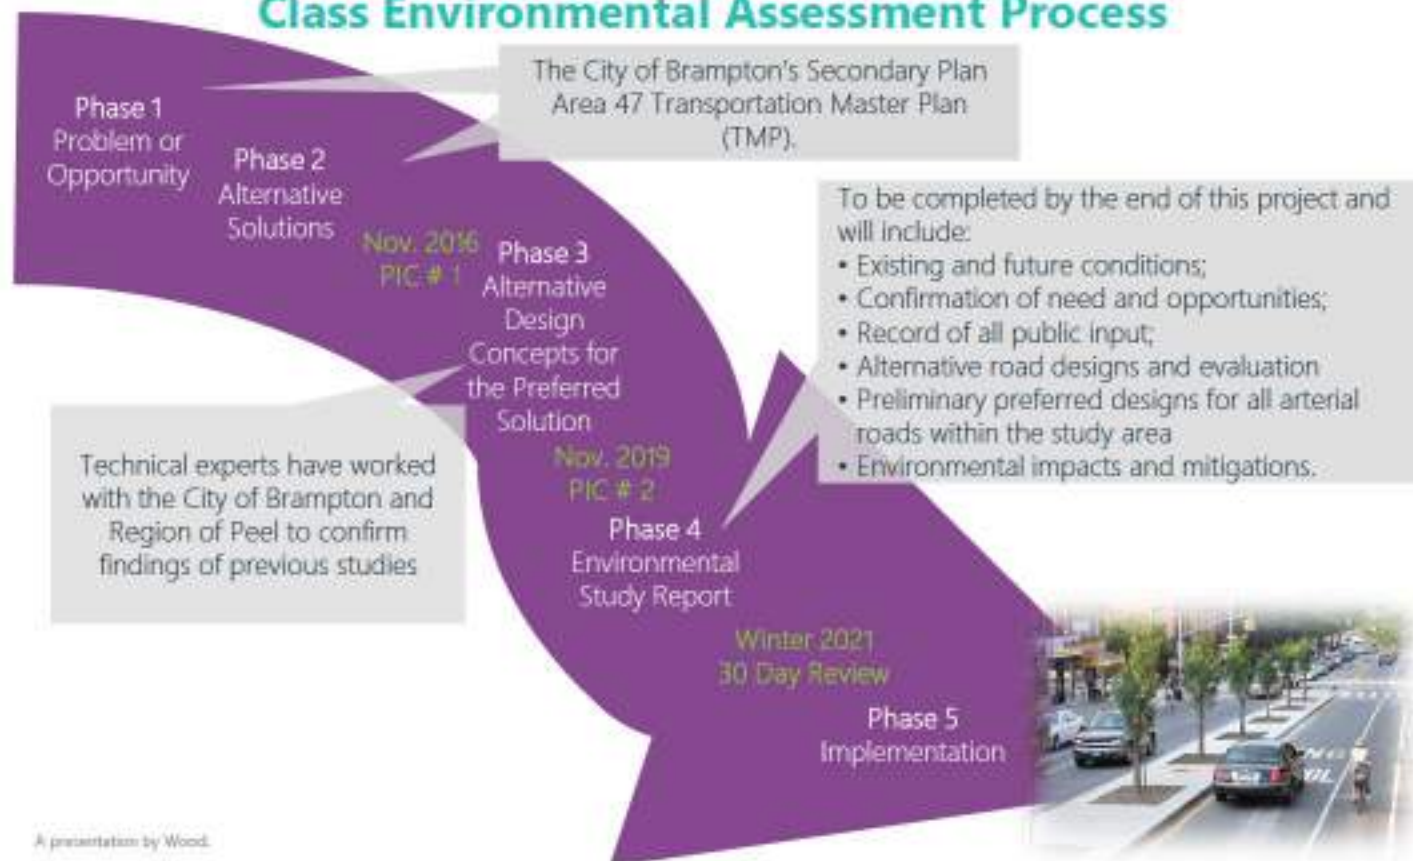 Class Environmental Assessment Process
The City of Brampton's Secondary Plan
Area 47 Transportation Master Plan
(TMP).
Phase 1
Problem or
Opportunity
Phase 2
Alternative
Solutions
Nov. 2016
PIC # 1
Phase 3
Alternative
Design
Concepts for
the Preferred
Solution
To be completed by the end of this project and
will include:
• Existing and future conditions;
• Confirmation of need and opportunities;
• Record of all public input;
• Alternative road designs and evaluation
• Preliminary preferred designs for all arterial
roads within the study area
• Environmental impacts and mitigations.
Technical experts have worked
with the City of Brampton and
Region of Peel to confirm
findings of previous studies
Nov. 2019
PIC # 2
Phase 4
Environmental
Study Report
Winter 2021
30 Day Review
Phase 5
Implementation
A presentation by Wood.